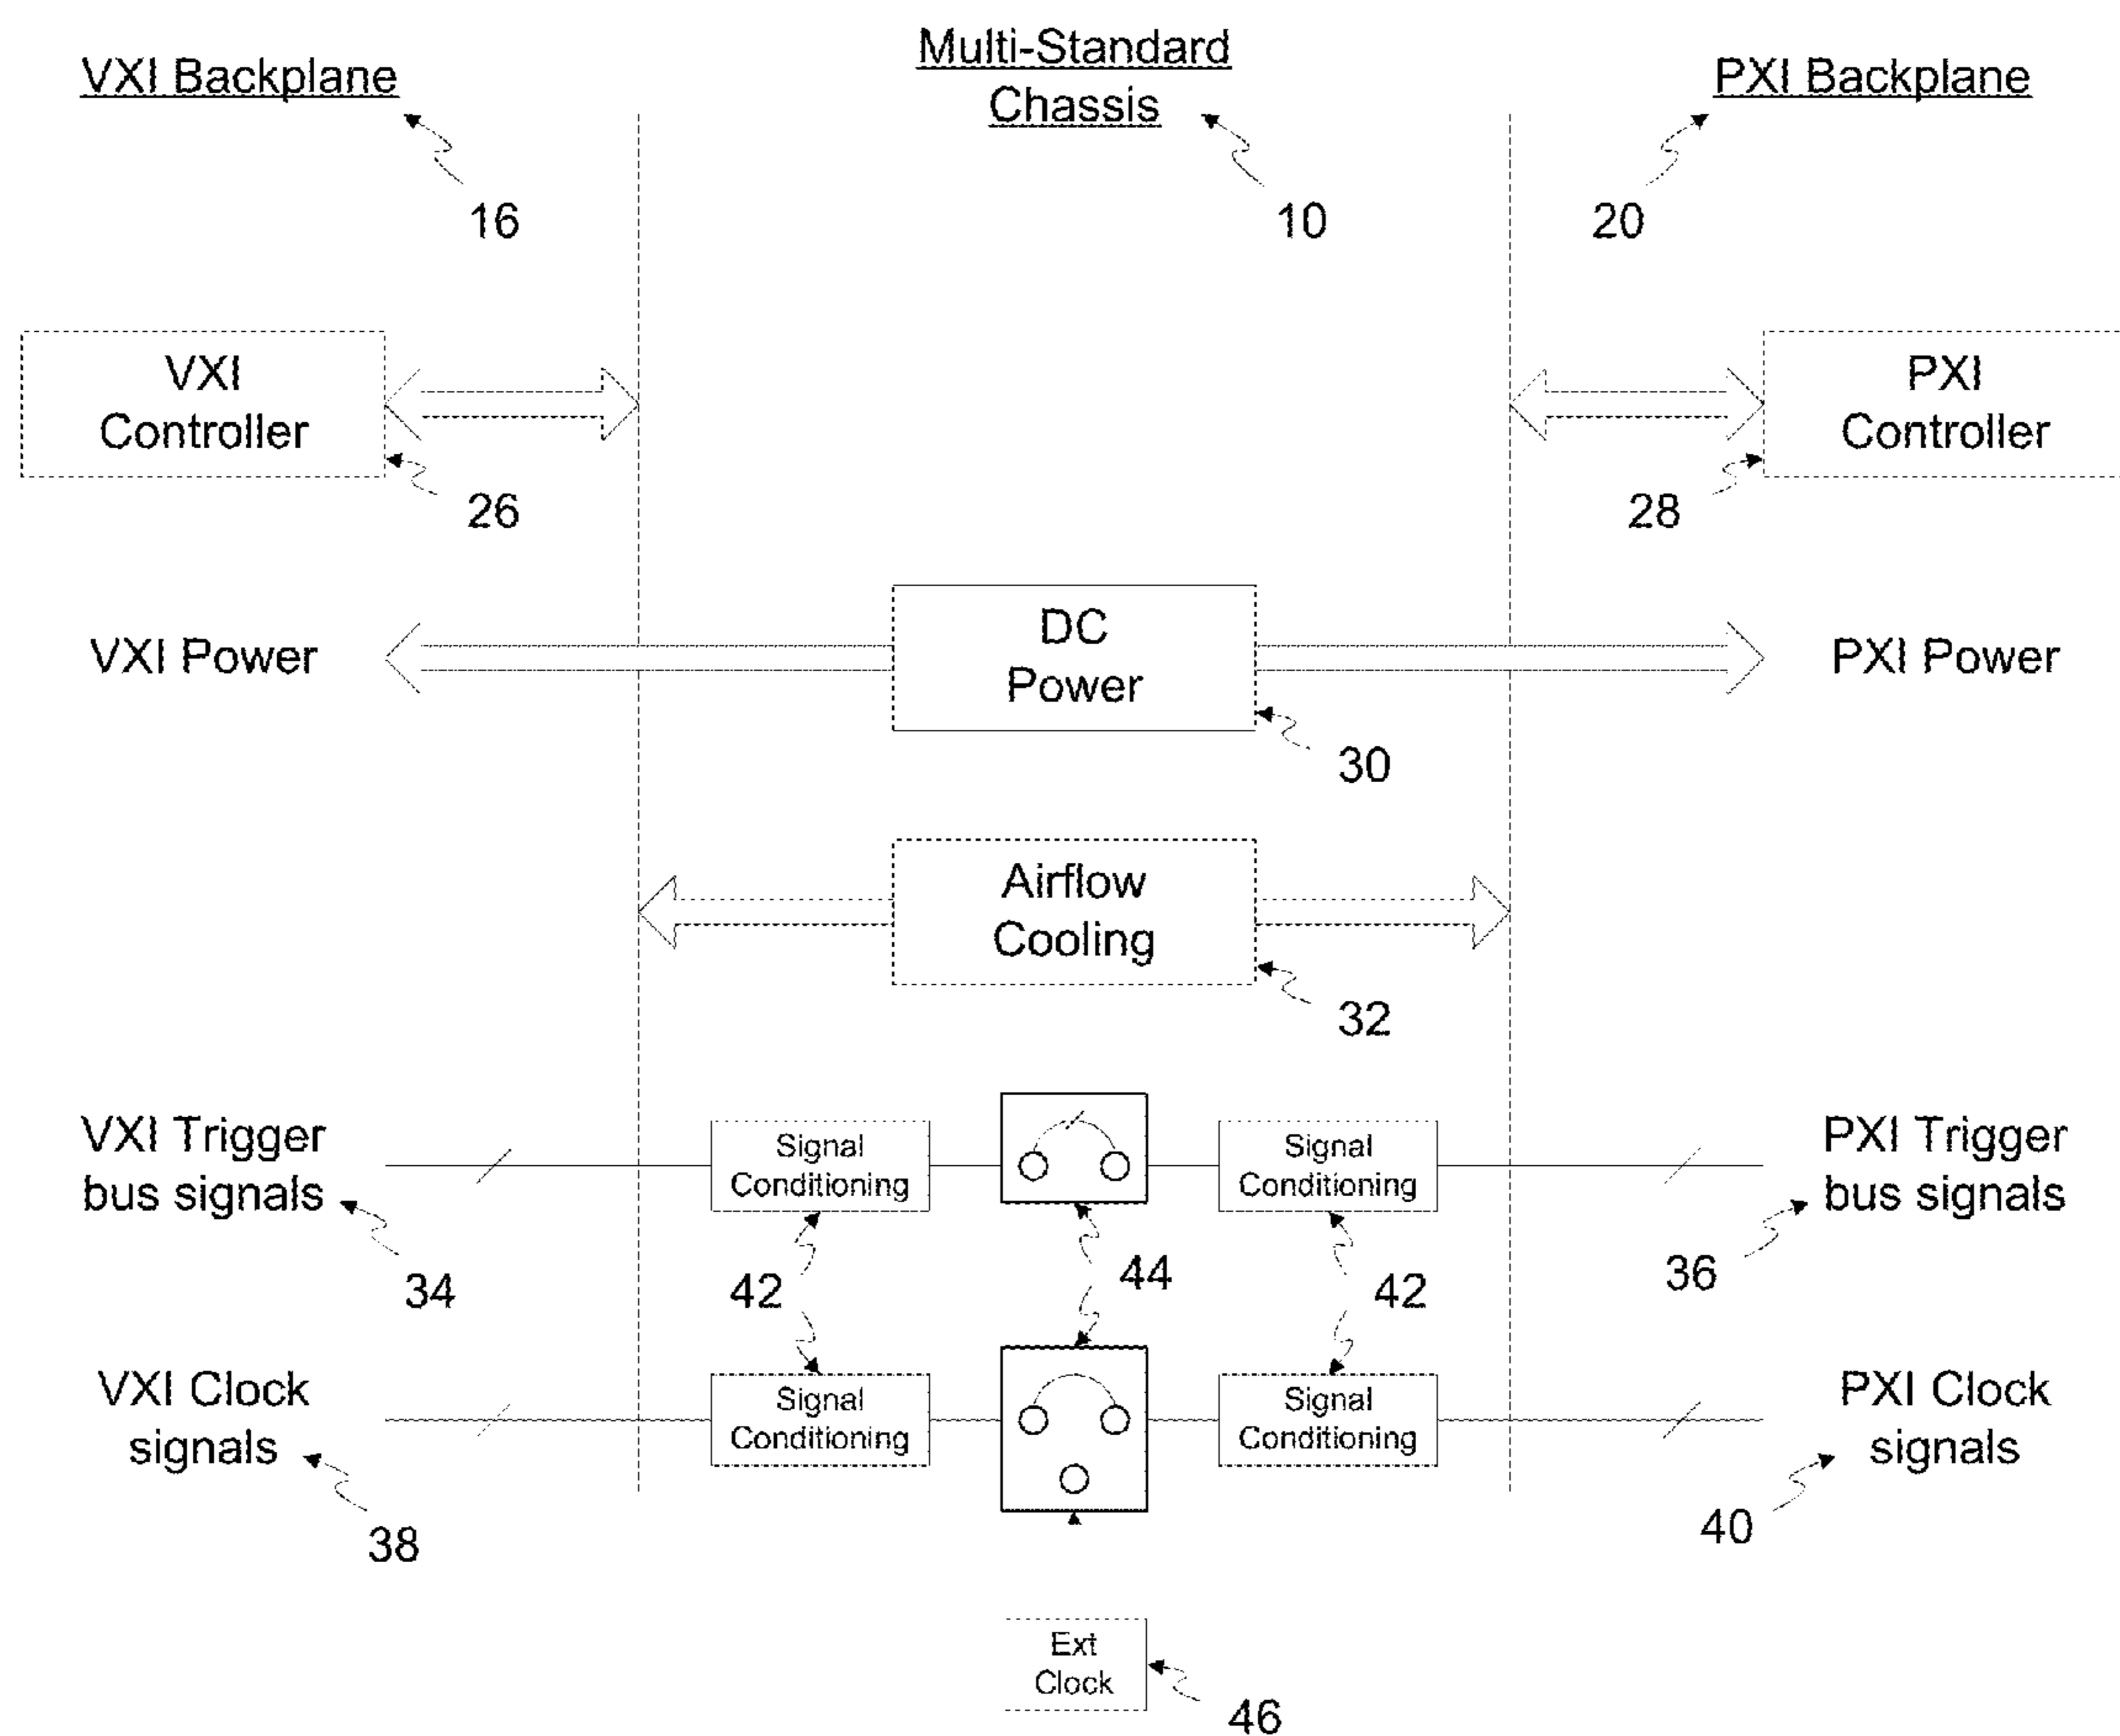 VXI Backplane
Multi-Standard
Chassis
PXI Backplane
16
10
20
VXI
Controller
PXI
Controller
26
28
VXI Power
DC
Power
PXI Power
30
Airflow
Cooling
32
VXI Trigger
bus signals
Signal
Conditioning
Signal
Conditioning
PXI Trigger
bus signals
34
42
44
42
36
VXI Clock
signals
Signal
Conditioning
Signal
Conditioning
PXI Clock
signals
38
40
Ext
Clock
46